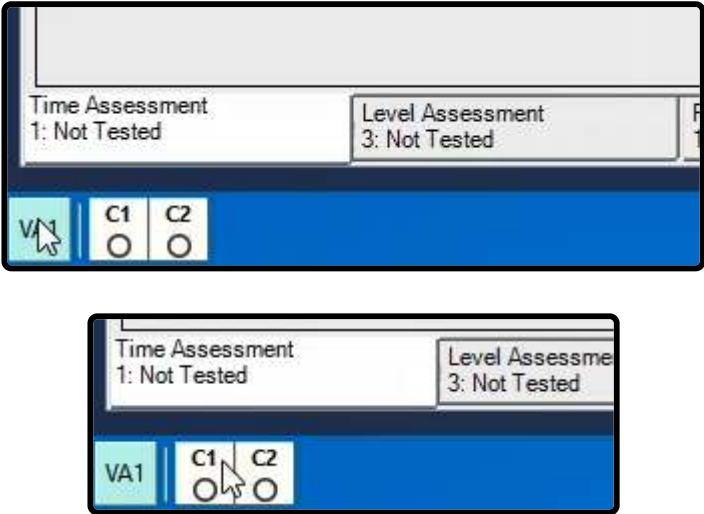 Time Assessment
1: Not Tested
Level Assessment
3: Not Tested
VA1
C1 C2
Time Assessment
1: Not Tested
Level Assessme
3: Not Tested
VA1
C1 C2